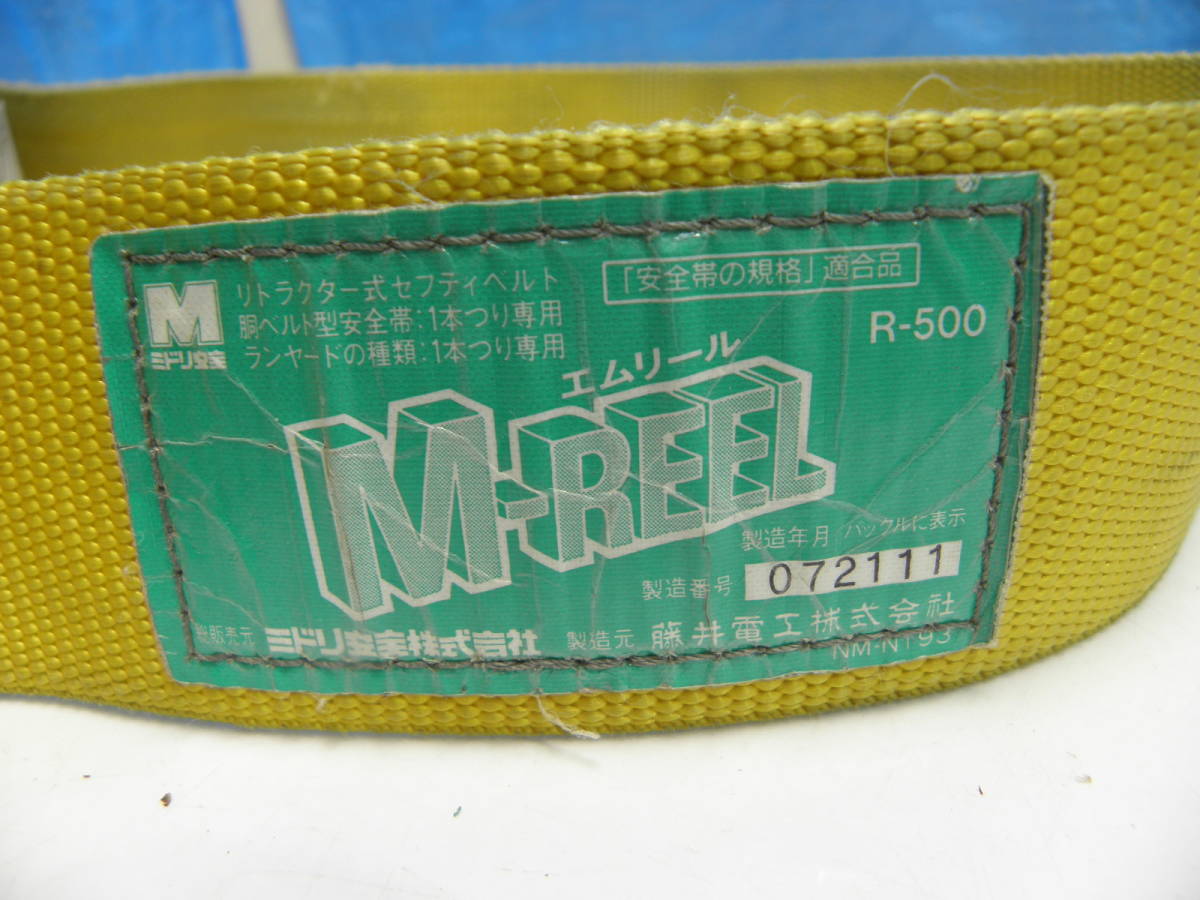 「安全帯の規格」適合品
M
ミドリ安全
リトラクター式セフティベルト
胴ベルト型安全帯:1本つり専用
ランヤードの種類:1本つり専用
R-500
エムリール
M-REEL
製造年月 バックルに表示
製造番号 072111
総販売元 ミドリ安全株式会社
製造元 藤井電工株式会社
NM-N193